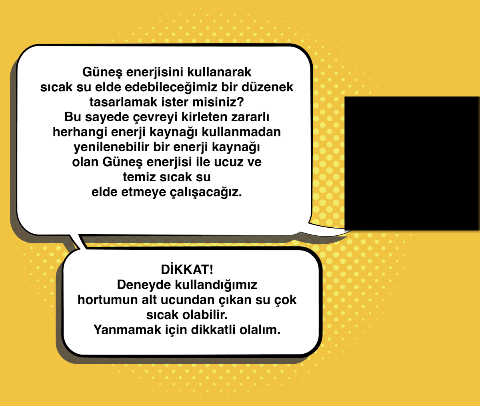 Güneş enerjisini kullanarak
sıcak su elde edebileceğimiz bir düzenek
tasarlamak ister misiniz?
Bu sayede çevreyi kirleten zararlı
herhangi enerji kaynağı kullanmadan
yenilenebilir bir enerji kaynağı
olan Güneş enerjisi ile ucuz ve
temiz sıcak su
elde etmeye çalışacağız.
DİKKAT!
Deneyde kullandığımız
hortumun alt ucundan çıkan su çok
sıcak olabilir.
Yanmamak için dikkatli olalım.